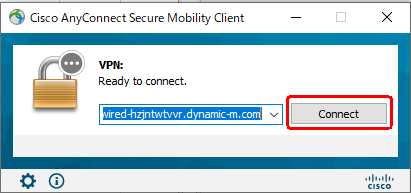 Cisco AnyConnect Secure Mobility Client
VPN:
Ready to connect.
wired-hzjntwtvvr.dynamic-m.com
Connect
cisco